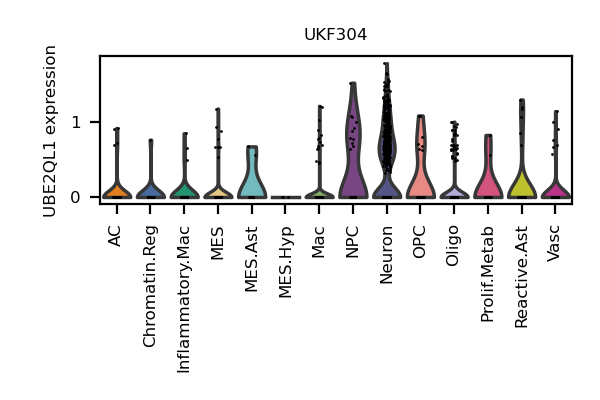 UKF304
UBE2QL1 expression
1
0
AC
Chromatin.Reg
Inflammatory.Mac
MES
MES.Ast
MES.Hyp
Mac
NPC
Neuron
OPC
Oligo
Prolif.Metab
Reactive.Ast
Vasc